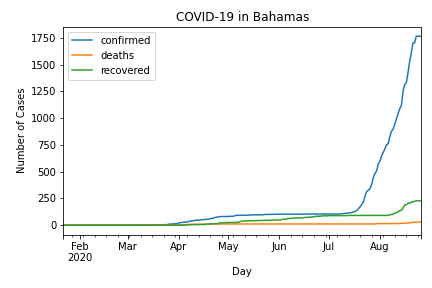 COVID-19 in Bahamas
confirmed
deaths
recovered
Number of Cases
1750
1500
1250
1000
750
500
250
0
Feb Mar Apr May Jun Jul Aug
2020
Day